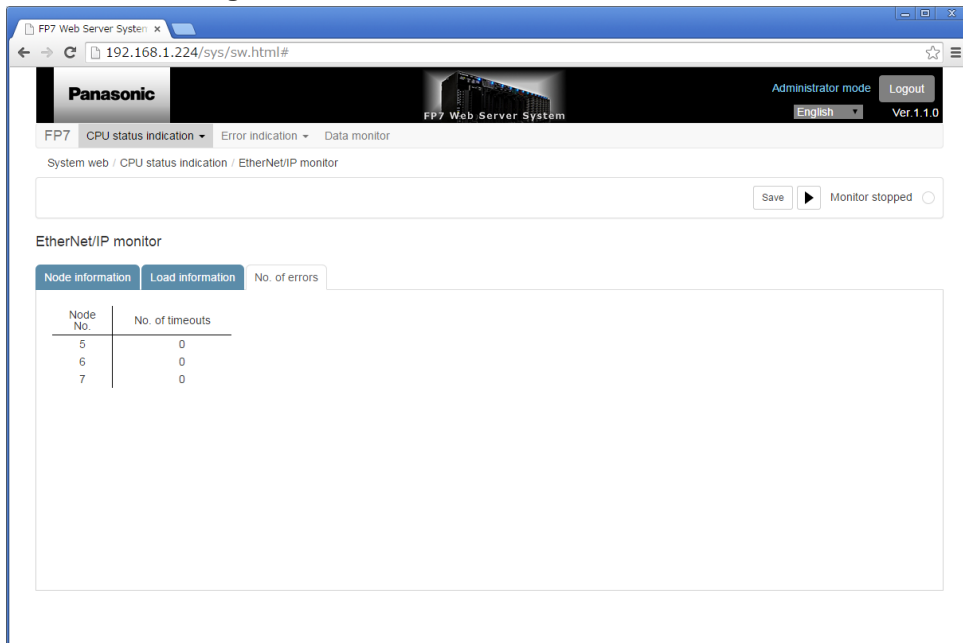 FP7 Web Server System
192.168.1.224/sys/sw.html#
Panasonic
FP7 Web Server System
Administrator mode Logout
English Ver.1.1.0
FP7 CPU status indication Error indication Data monitor
System web / CPU status indication / EtherNet/IP monitor
Save Monitor stopped
EtherNet/IP monitor
Node information Load information No. of errors
Node No. No. of timeouts
5 0
6 0
7 0